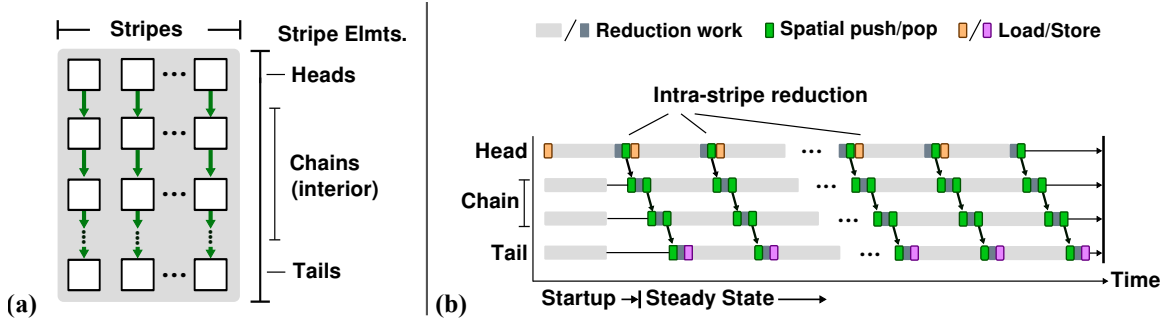 Stripes
Stripe Elmts.
Heads
Chains
(interior)
Tails
(a)
/ Reduction work
Spatial push/pop
/ Load/Store
Intra-stripe reduction
Head
•••
Chain
•••
•••
Tail
•••
Time
Startup
Steady State
(b)